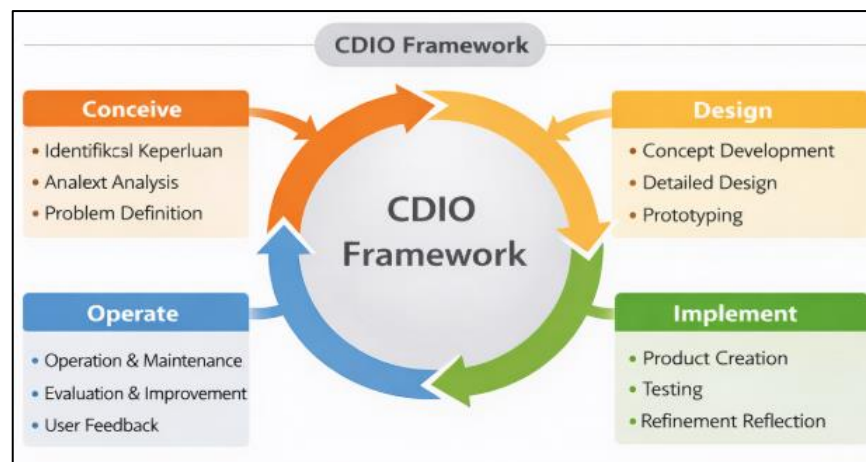 CDIO Framework
Conceive
• Identifikcsl Keperluan
• Analext Analysis
• Problem Definition
Design
• Concept Development
• Detailed Design
• Prototyping
CDIO
Framework
Operate
• Operation & Maintenance
• Evaluation & Improvement
• User Feedback
Implement
• Product Creation
• Testing
• Refinement Reflection